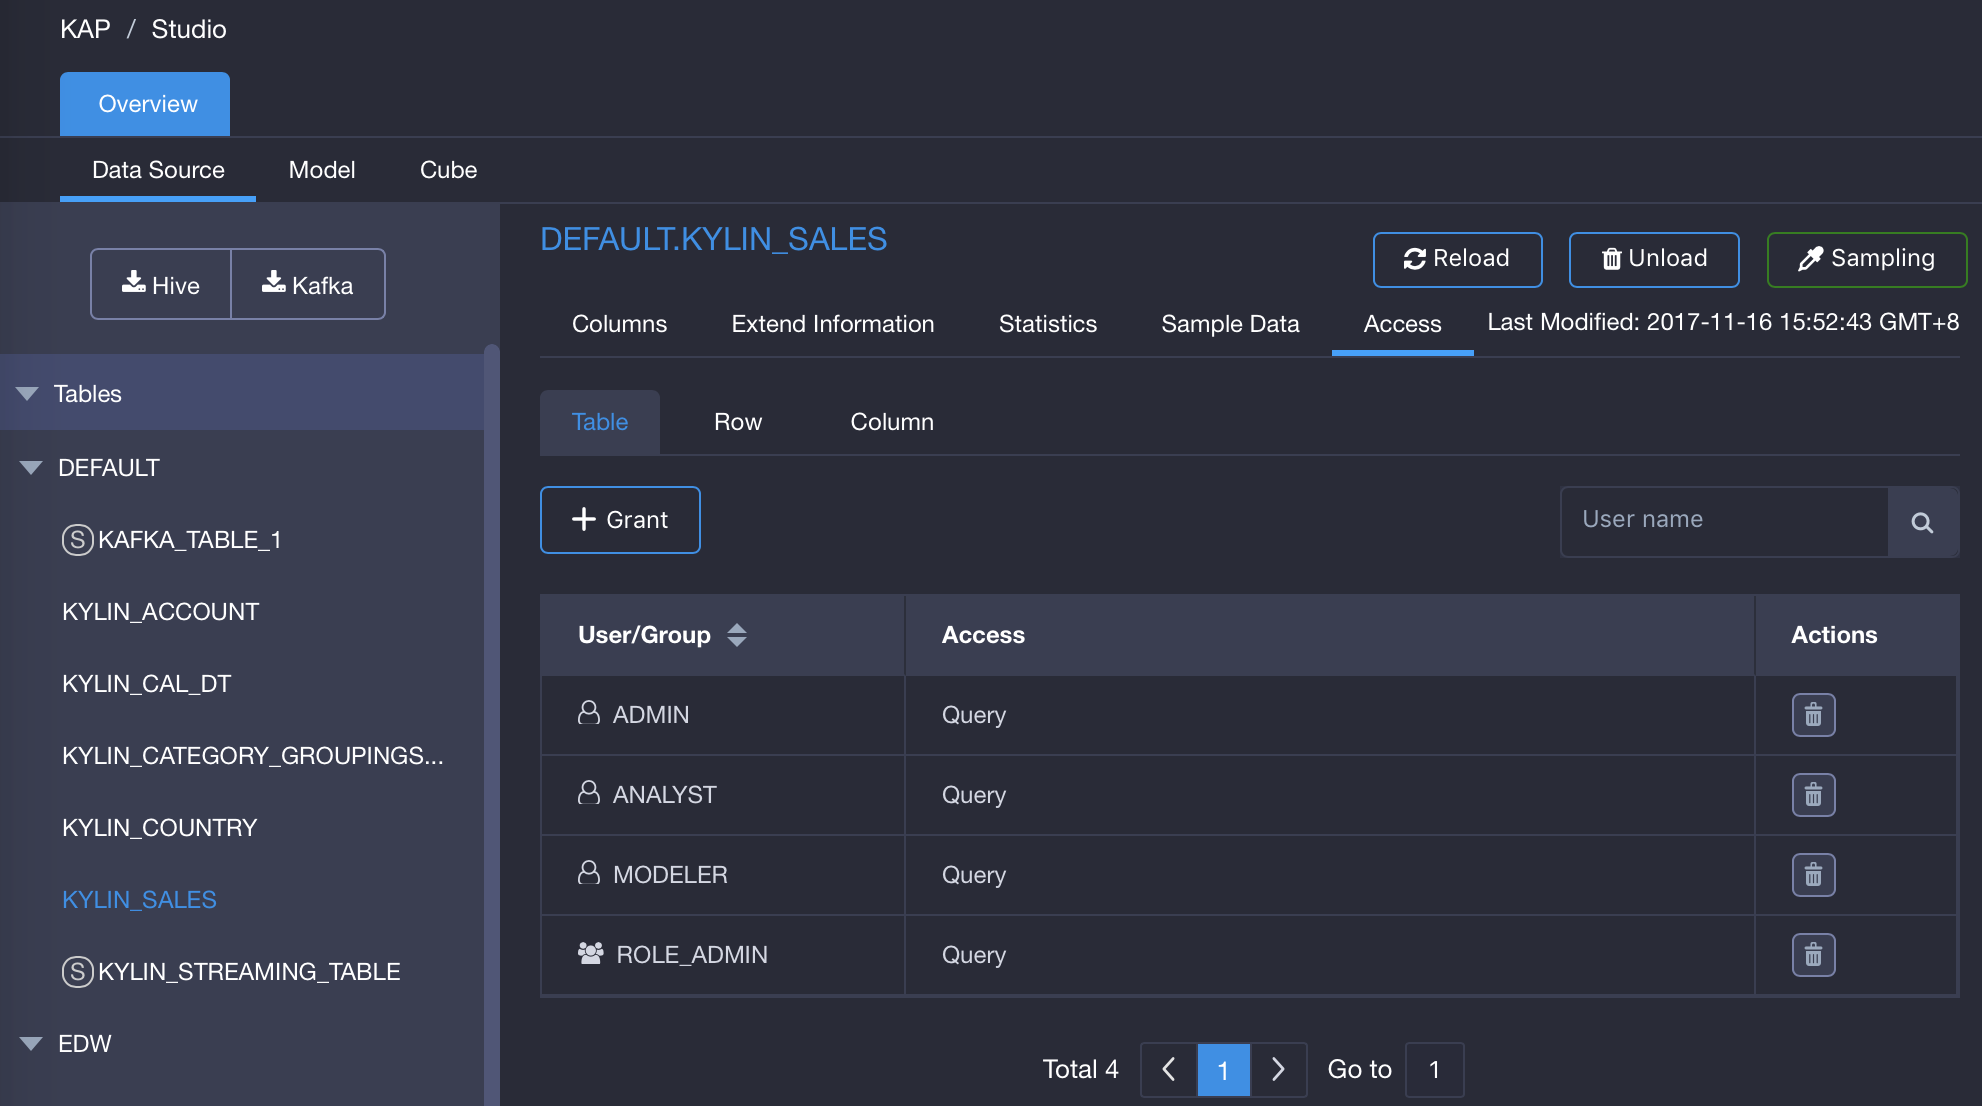 KAP / Studio
Overview
Data Source Model Cube
Hive Kafka
Tables
DEFAULT
S KAFKA_TABLE_1
KYLIN_ACCOUNT
KYLIN_CAL_DT
KYLIN_CATEGORY_GROUPINGS...
KYLIN_COUNTRY
KYLIN_SALES
S KYLIN_STREAMING_TABLE
EDW
DEFAULT.KYLIN_SALES
Reload Unload Sampling
Columns Extend Information Statistics Sample Data Access Last Modified: 2017-11-16 15:52:43 GMT+8
Table Row Column
+ Grant User name
User/Group Access Actions
ADMIN Query
ANALYST Query
MODELER Query
ROLE_ADMIN Query
Total 4 < 1 > Go to 1